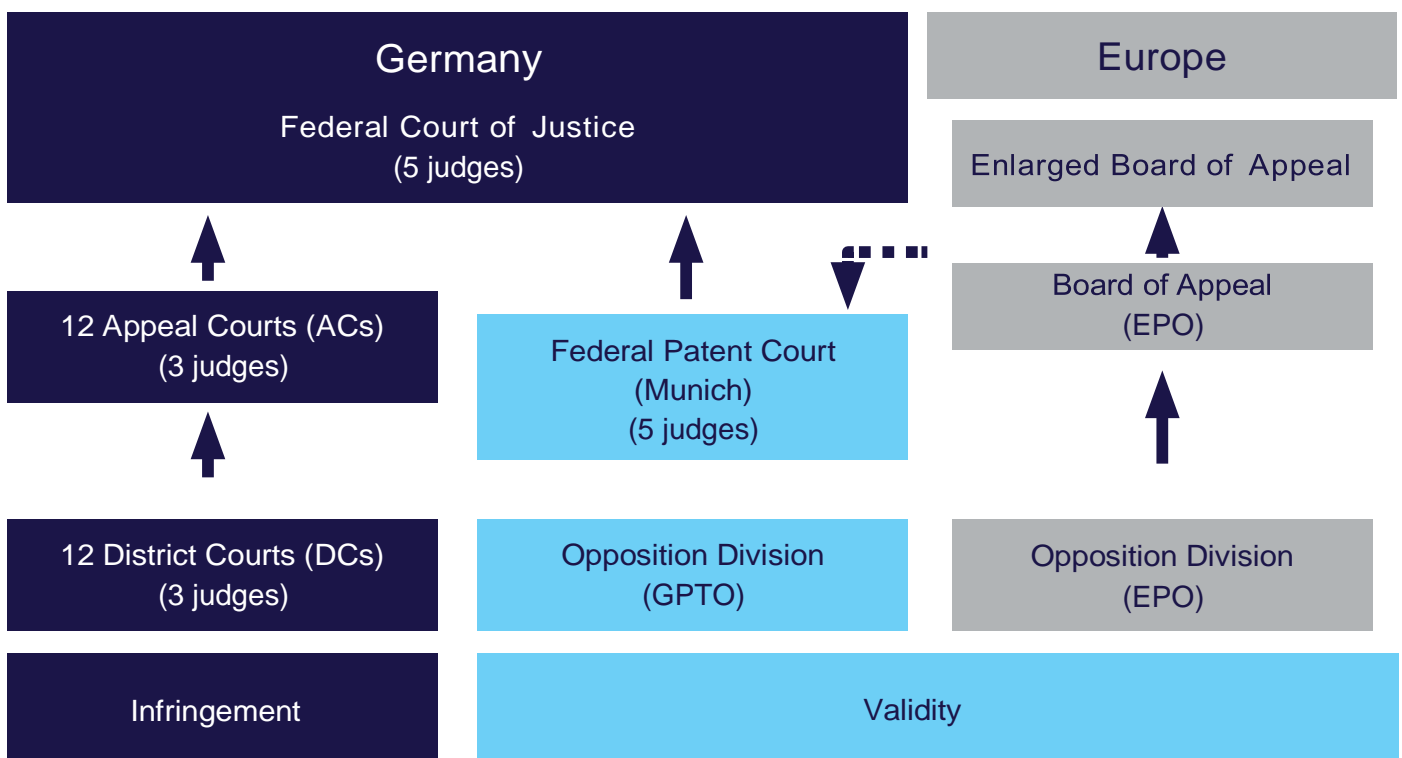 Germany
Federal Court of Justice
(5 judges)
Europe
Enlarged Board of Appeal
12 Appeal Courts (ACs)
(3 judges)
Federal Patent Court
(Munich)
(5 judges)
Board of Appeal
(EPO)
12 District Courts (DCs)
(3 judges)
Opposition Division
(GPTO)
Opposition Division
(EPO)
Infringement
Validity